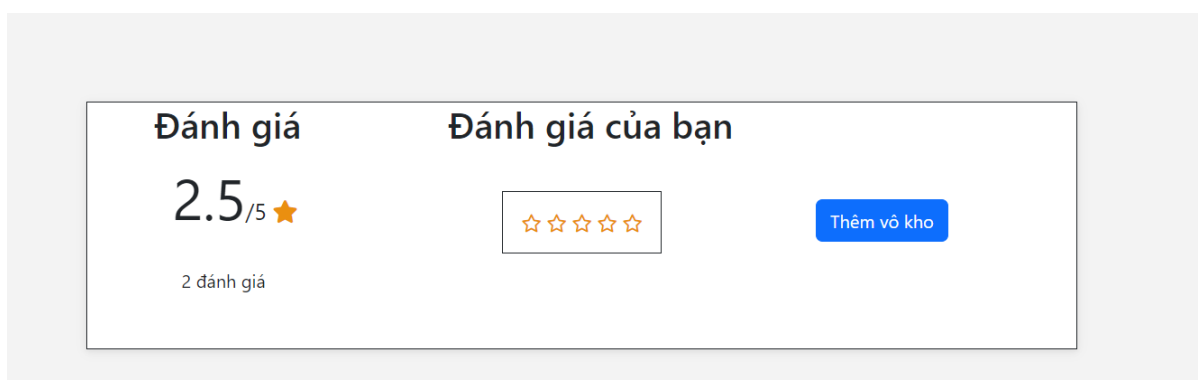 Đánh giá
Đánh giá của bạn
2.5/5
Thêm vô kho
2 đánh giá